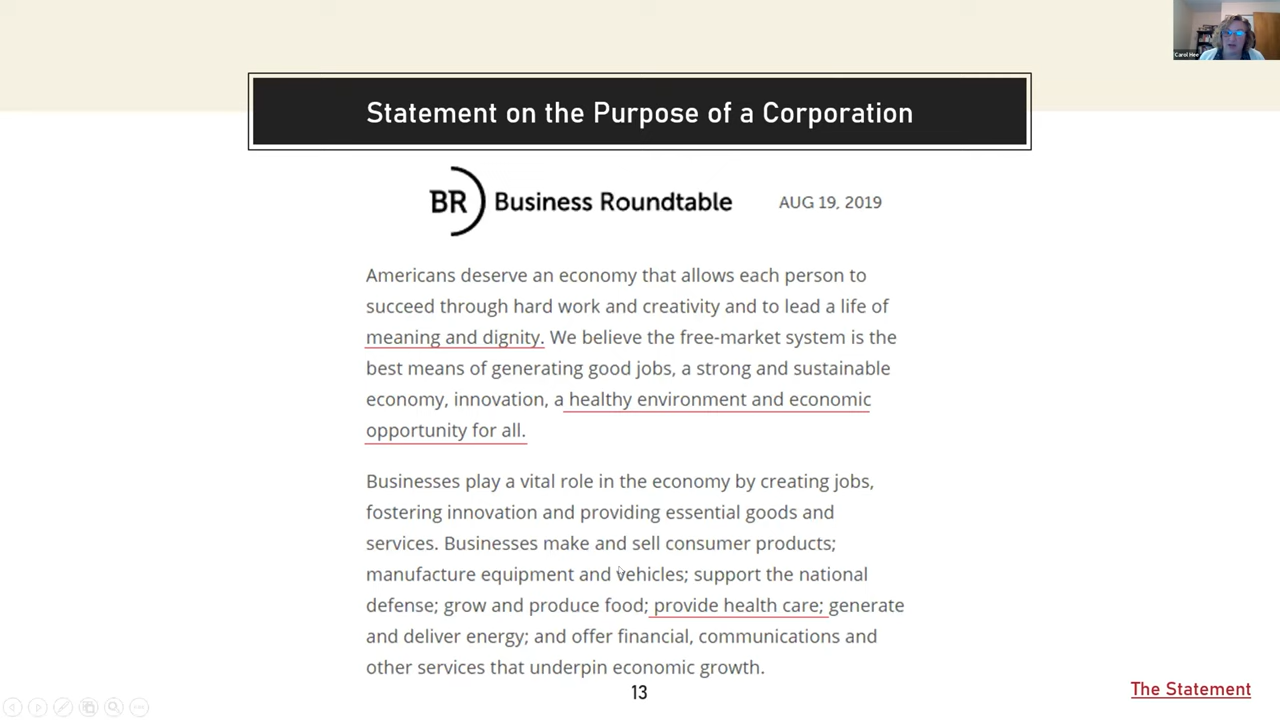 Carol Hee
Statement on the Purpose of a Corporation
BR Business Roundtable AUG 19, 2019
Americans deserve an economy that allows each person to
succeed through hard work and creativity and to lead a life of
meaning and dignity. We believe the free-market system is the
best means of generating good jobs, a strong and sustainable
economy, innovation, a healthy environment and economic
opportunity for all.
Businesses play a vital role in the economy by creating jobs,
fostering innovation and providing essential goods and
services. Businesses make and sell consumer products;
manufacture equipment and vehicles; support the national
defense; grow and produce food; provide health care; generate
and deliver energy; and offer financial, communications and
other services that underpin economic growth.
13
The Statement